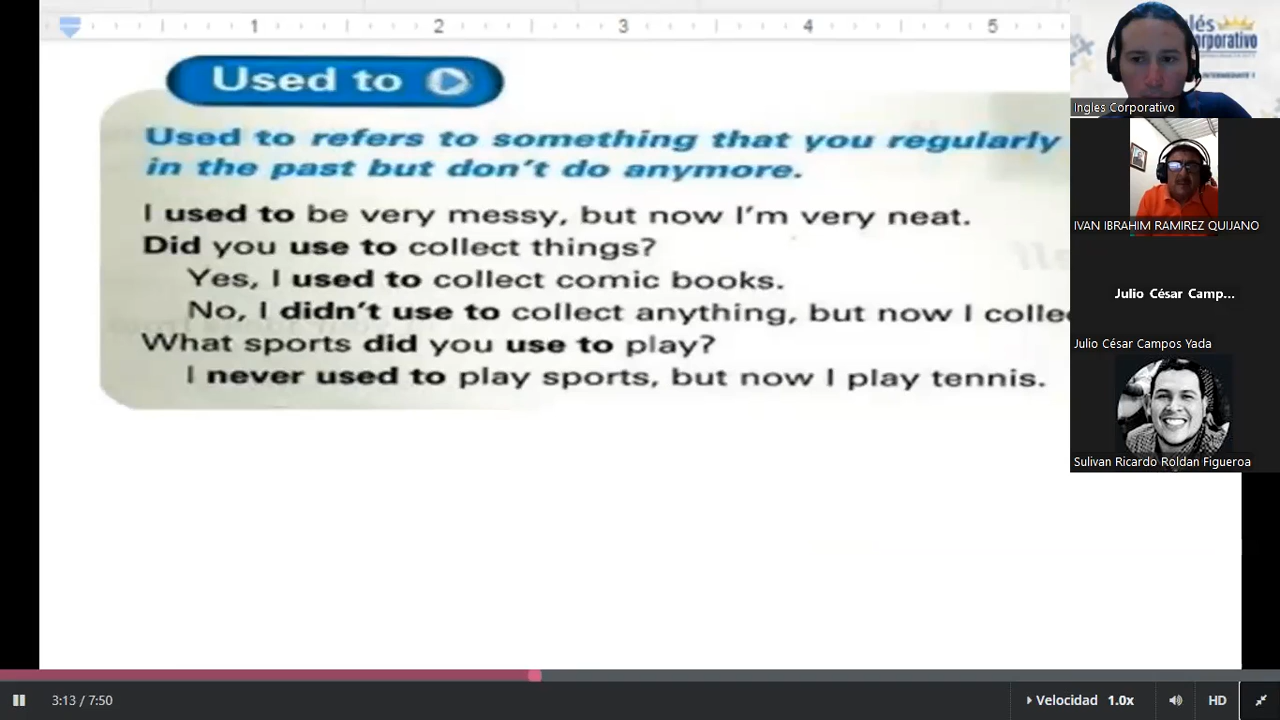 1 2 3 4 5
Used to
Used to refers to something that you regularly
in the past but don't do anymore.
I used to be very messy, but now I'm very neat.
Did you use to collect things?
Yes, I used to collect comic books.
No, I didn't use to collect anything, but now I colle
What sports did you use to play?
I never used to play sports, but now I play tennis.
glés
orporativo
INTERMEDIATE 1
Ingles Corporativo
IVAN IBRAHIM RAMIREZ QUIJANO
Julio César Camp...
Julio César Campos Yada
Sulivan Ricardo Roldan Figueroa
3:13 / 7:50
Velocidad 1.0x
HD